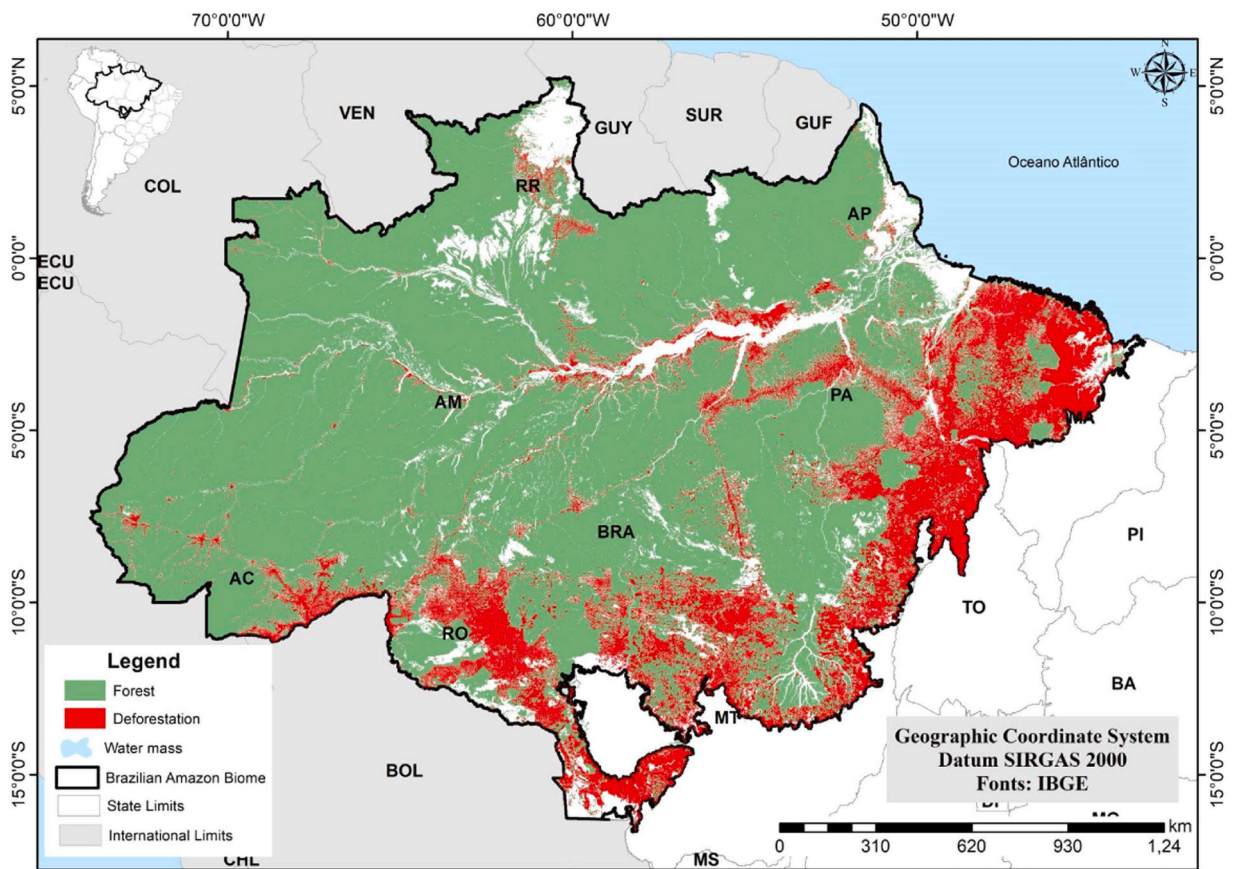 70°0'0"W 60°0'0"W 50°0'0"W
5°0'0"N
5°0'0"N
N
W E
S
VEN
GUY
SUR
GUF
Oceano Atlântico
COL
RR
AP
ECU
ECU
0°0'0"
0°0'0"
AM
PA
MA
5°0'0"S
5°0'0"S
BRA
PI
AC
10°0'0"S
10°0'0"S
TO
RO
BA
MT
Legend
Forest
Deforestation
Water mass
Brazilian Amazon Biome
State Limits
International Limits
BOL
15°0'0"S
15°0'0"S
Geographic Coordinate System
Datum SIRGAS 2000
Fonts: IBGE
km
0 310 620 930 1,24
CHL
MS